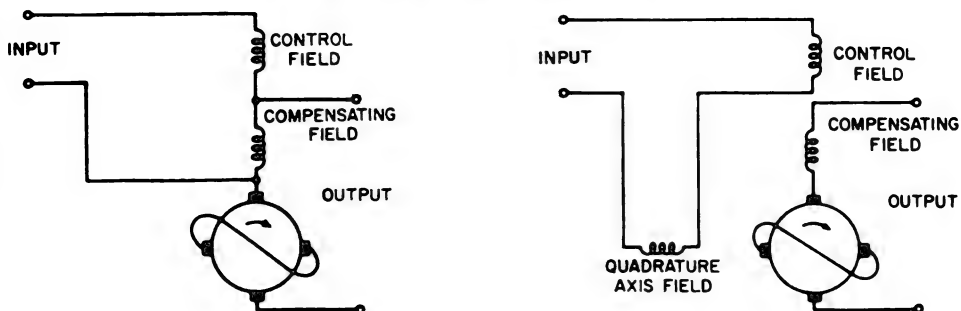 INPUT
CONTROL
FIELD
COMPENSATING
FIELD
OUTPUT
INPUT
CONTROL
FIELD
COMPENSATING
FIELD
OUTPUT
QUADRATURE
AXIS FIELD